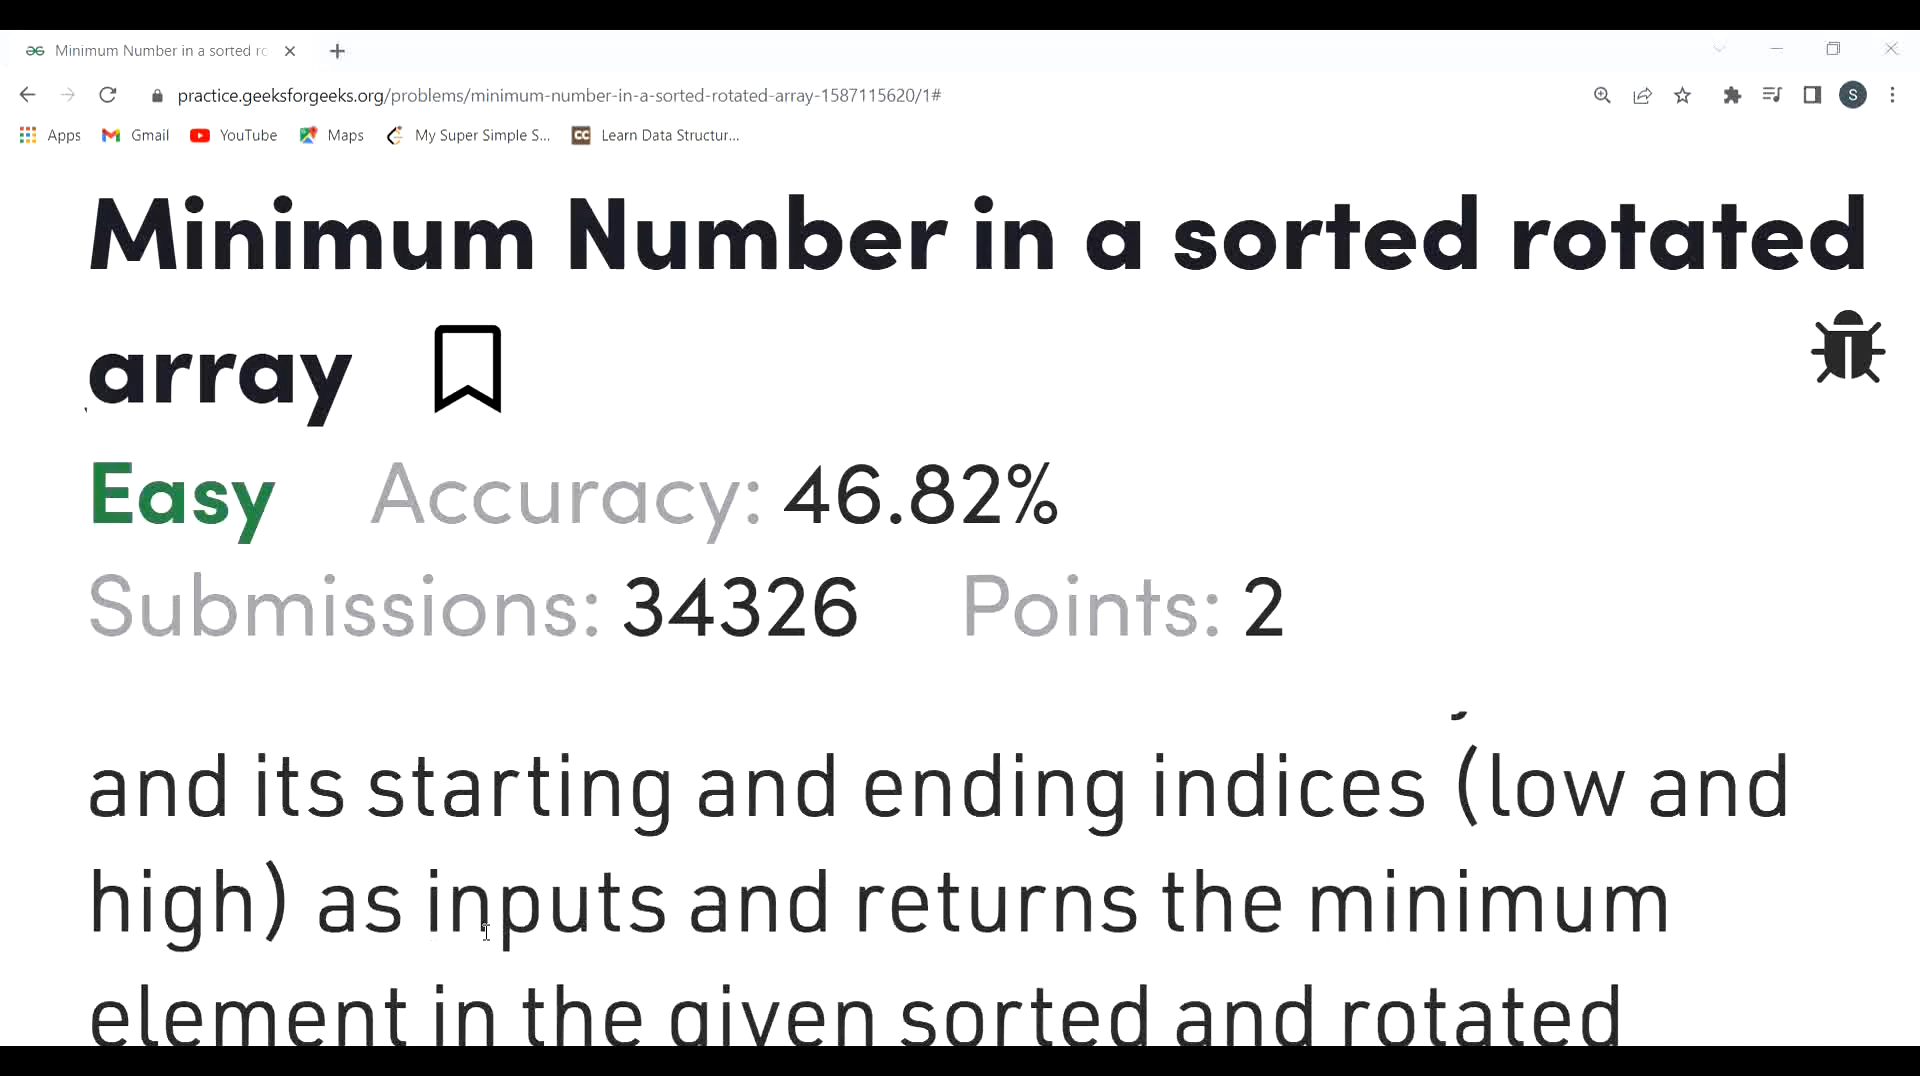 Minimum Number in a sorted ro
practice.geeksforgeeks.org/problems/minimum-number-in-a-sorted-rotated-array-1587115620/1#
S
Apps Gmail YouTube Maps My Super Simple S... CC Learn Data Structur...
Minimum Number in a sorted rotated
array
Easy Accuracy: 46.82%
Submissions: 34326 Points: 2
and its starting and ending indices (low and
high) as inputs and returns the minimum
element in the given sorted and rotated